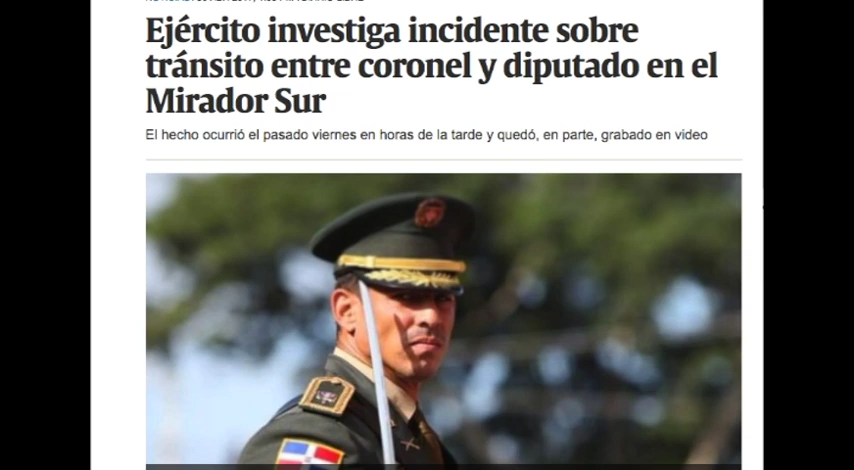 Ejército investiga incidente sobre
tránsito entre coronel y diputado en el
Mirador Sur
El hecho ocurrió el pasado viernes en horas de la tarde y quedó, en parte, grabado en video